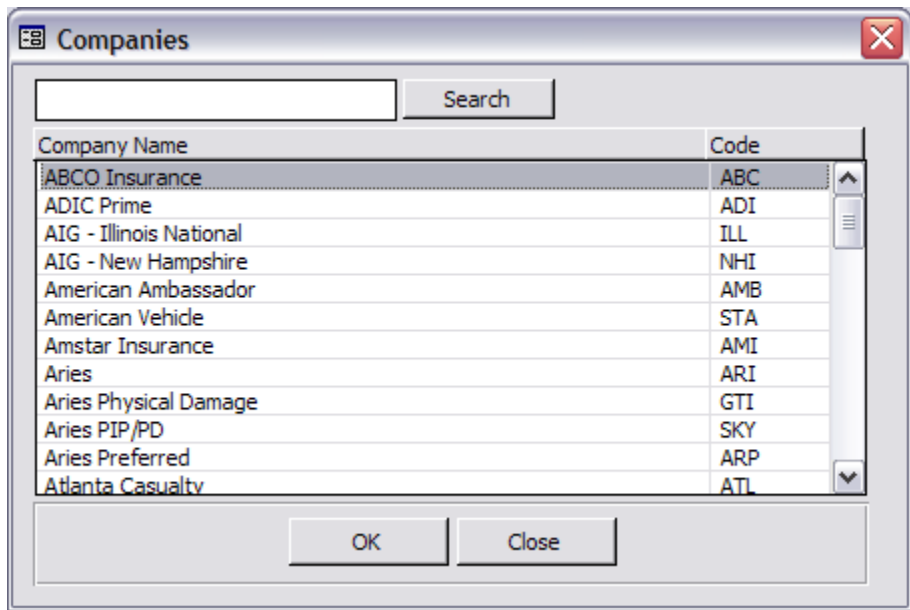 Companies
Search
Company Name Code
ABCO Insurance ABC
ADIC Prime ADI
AIG - Illinois National ILL
AIG - New Hampshire NHI
American Ambassador AMB
American Vehicle STA
Amstar Insurance AMI
Aries ARI
Aries Physical Damage GTI
Aries PIP/PD SKY
Aries Preferred ARP
Atlanta Casualty ATL
OK Close